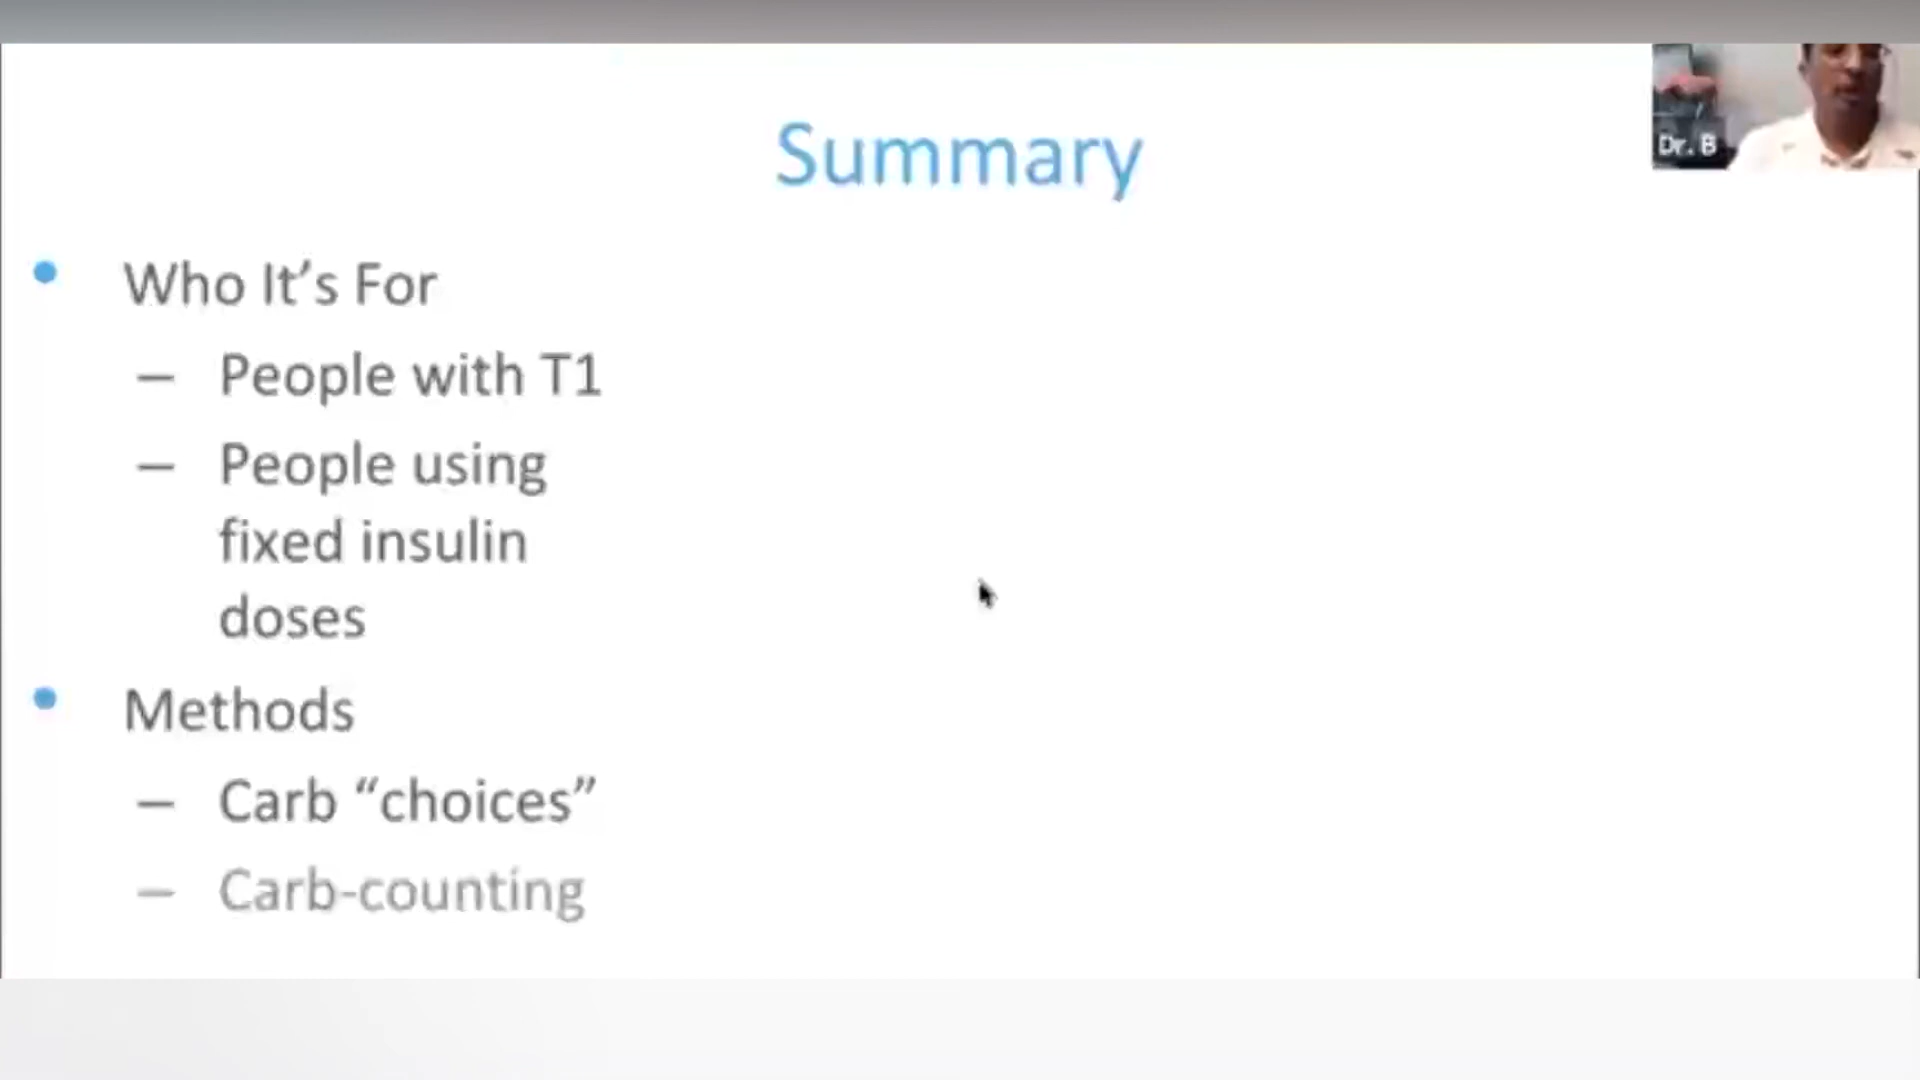 Summary
Dr. B
• Who It’s For
– People with T1
– People using
fixed insulin
doses
• Methods
– Carb “choices”
– Carb-counting